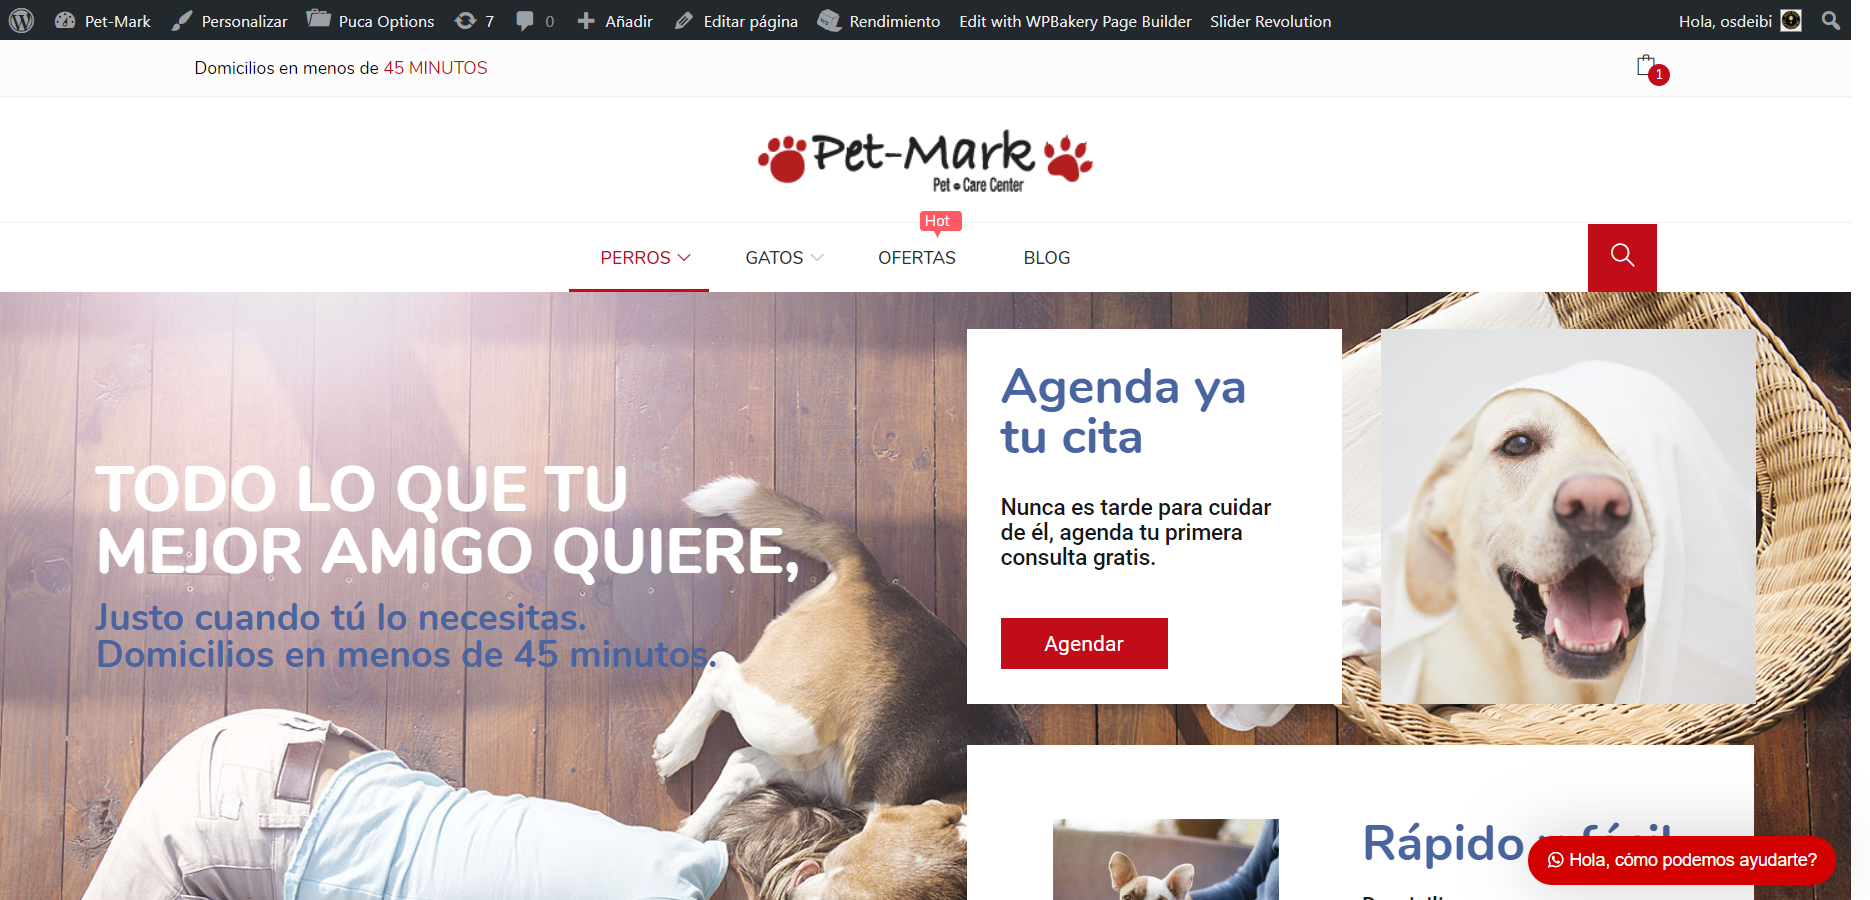 Pet-Mark
Personalizar
Puca Options
7
0
Añadir
Editar página
Rendimiento
Edit with WPBakery Page Builder
Slider Revolution
Hola, osdeibi
Domicilios en menos de 45 MINUTOS
1
Pet-Mark
Pet • Care Center
Hot
PERROS
GATOS
OFERTAS
BLOG
TODO LO QUE TU
MEJOR AMIGO QUIERE,
Justo cuando tú lo necesitas.
Domicilios en menos de 45 minutos.
Agenda ya
tu cita
Nunca es tarde para cuidar
de él, agenda tu primera
consulta gratis.
Agendar
Rápido y fácil
Hola, cómo podemos ayudarte?